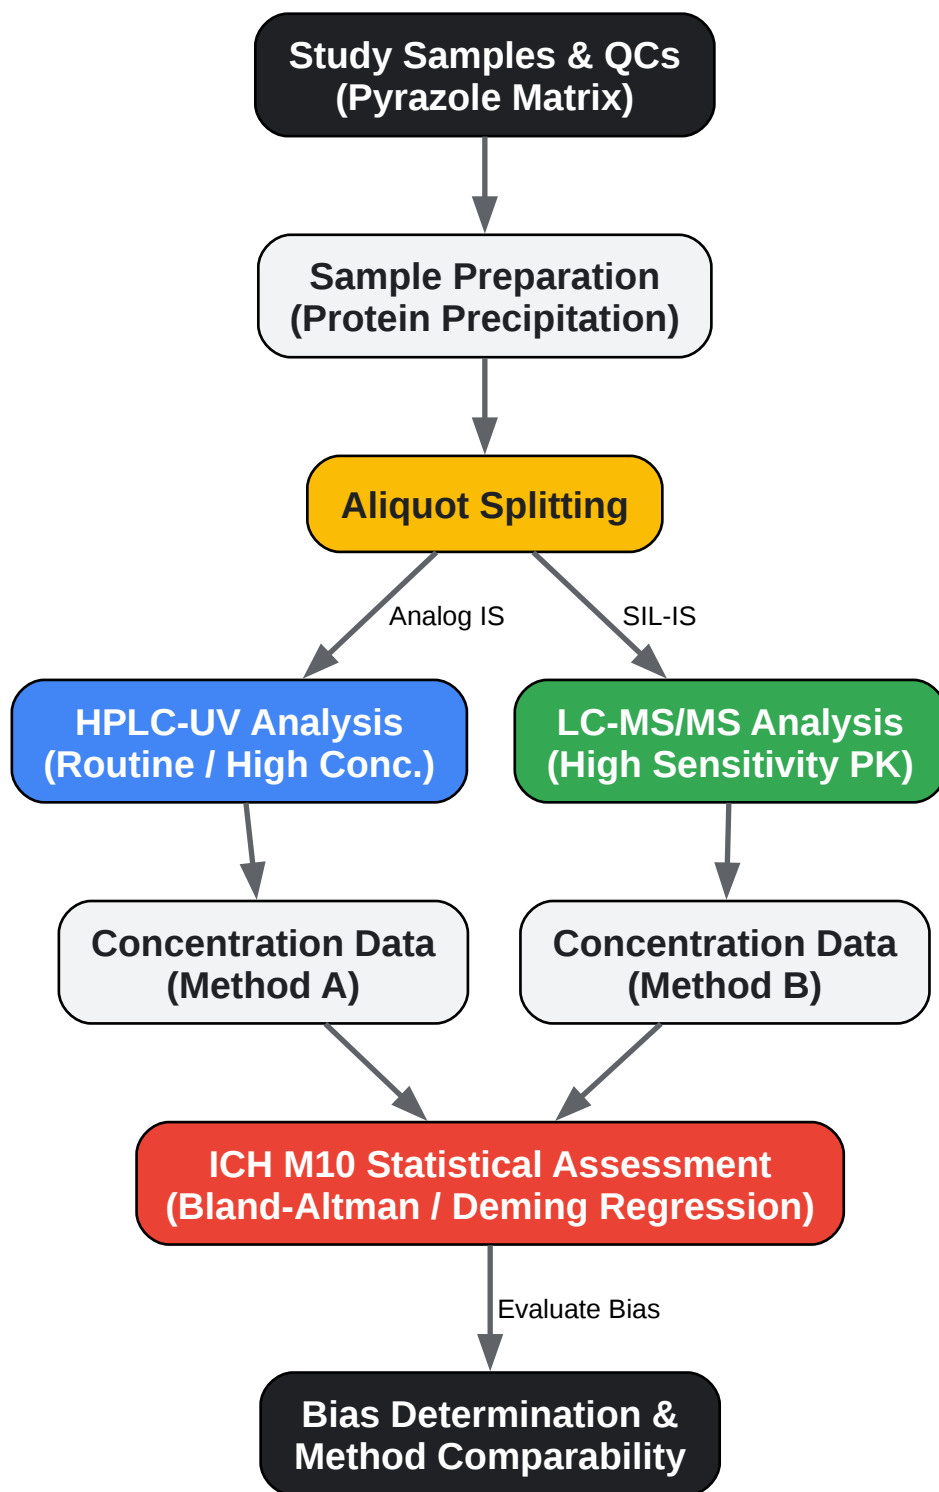 Study Samples & QCs
(Pyrazole Matrix)
Sample Preparation
(Protein Precipitation)
Aliquot Splitting
Analog IS
SIL-IS
HPLC-UV Analysis
(Routine / High Conc.)
LC-MS/MS Analysis
(High Sensitivity PK)
Concentration Data
(Method A)
Concentration Data
(Method B)
ICH M10 Statistical Assessment
(Bland-Altman / Deming Regression)
Evaluate Bias
Bias Determination &
Method Comparability